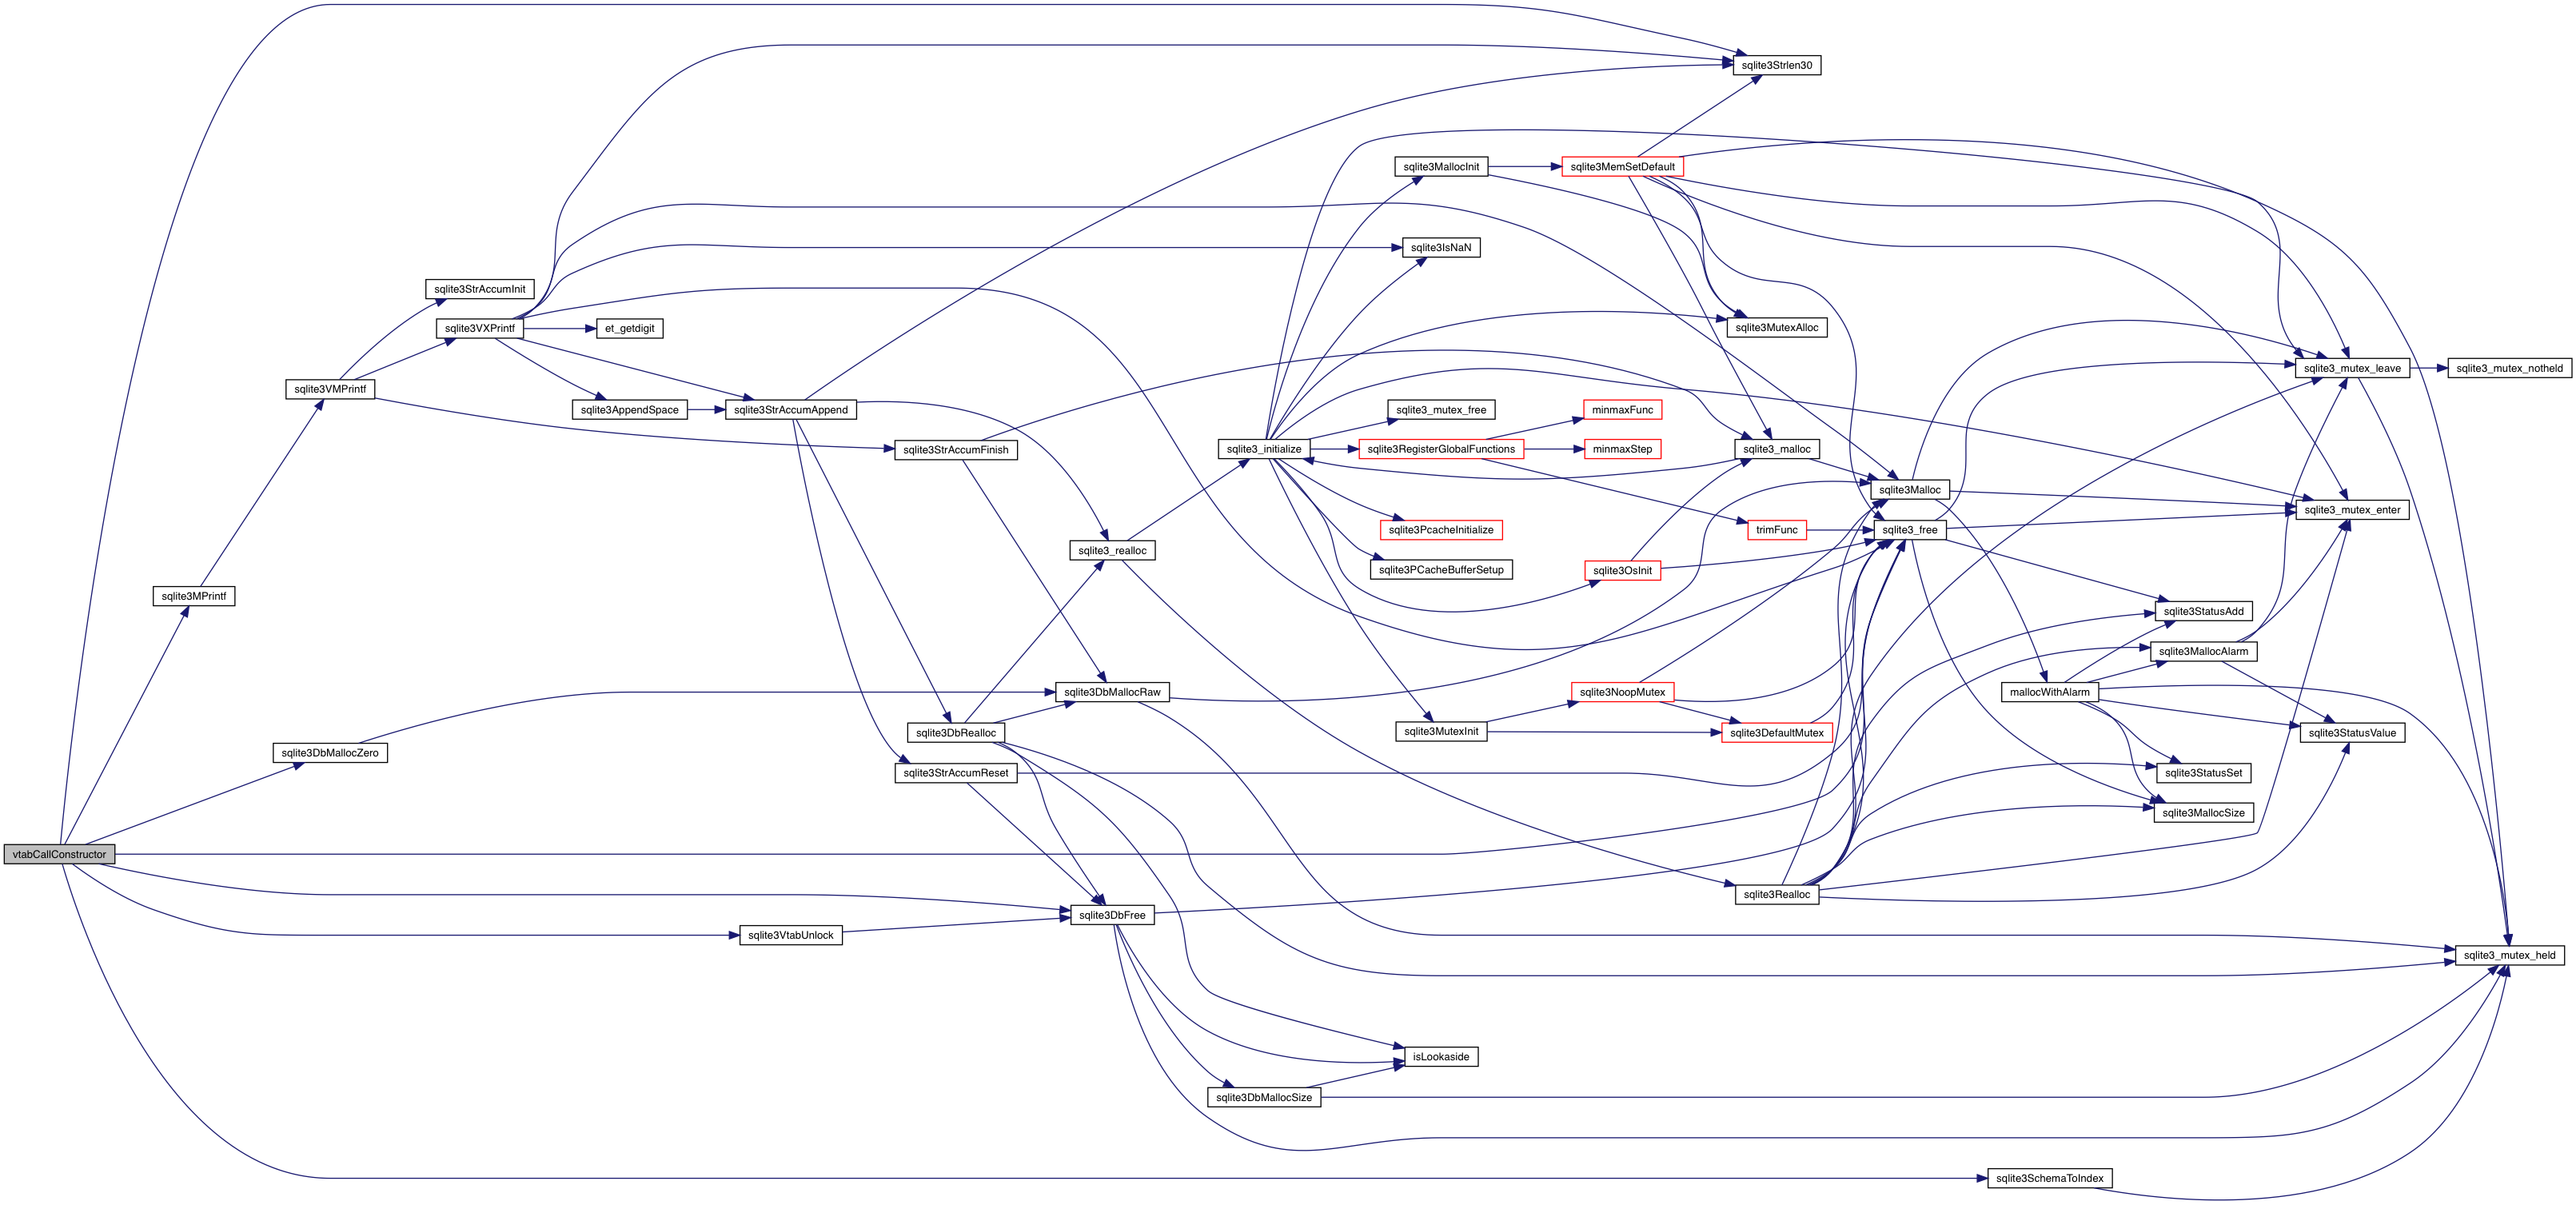 sqlite3Strlen30
sqlite3MallocInit
sqlite3MemSetDefault
sqlite3IsNaN
sqlite3StrAccumInit
sqlite3VXPrintf
et_getdigit
sqlite3MutexAlloc
sqlite3_mutex_leave
sqlite3_mutex_notheld
sqlite3VMPrintf
sqlite3AppendSpace
sqlite3StrAccumAppend
sqlite3_mutex_free
minmaxFunc
sqlite3StrAccumFinish
sqlite3_initialize
sqlite3RegisterGlobalFunctions
minmaxStep
sqlite3_malloc
sqlite3Malloc
sqlite3_mutex_enter
sqlite3PcacheInitialize
trimFunc
sqlite3_free
sqlite3_realloc
sqlite3PCacheBufferSetup
sqlite3OsInit
sqlite3MPrintf
sqlite3StatusAdd
sqlite3MallocAlarm
sqlite3DbMallocRaw
sqlite3NoopMutex
mallocWithAlarm
sqlite3DbRealloc
sqlite3MutexInit
sqlite3DefaultMutex
sqlite3StatusValue
sqlite3DbMallocZero
sqlite3StrAccumReset
sqlite3StatusSet
sqlite3MallocSize
vtabCallConstructor
sqlite3Realloc
sqlite3DbFree
sqlite3VtabUnlock
sqlite3_mutex_held
isLookaside
sqlite3DbMallocSize
sqlite3SchemaToIndex